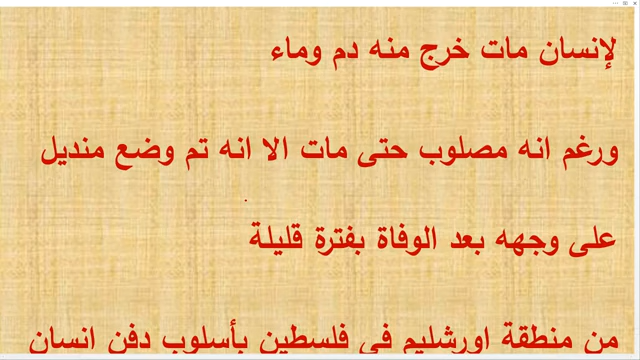 لإنسان مات خرج منه دم وماء
ورغم انه مصلوب حتى مات الا انه تم وضع منديل
على وجهه بعد الوفاة بفترة قليلة
من منطقة اورشليم في فلسطين بأسلوب دفن انسان